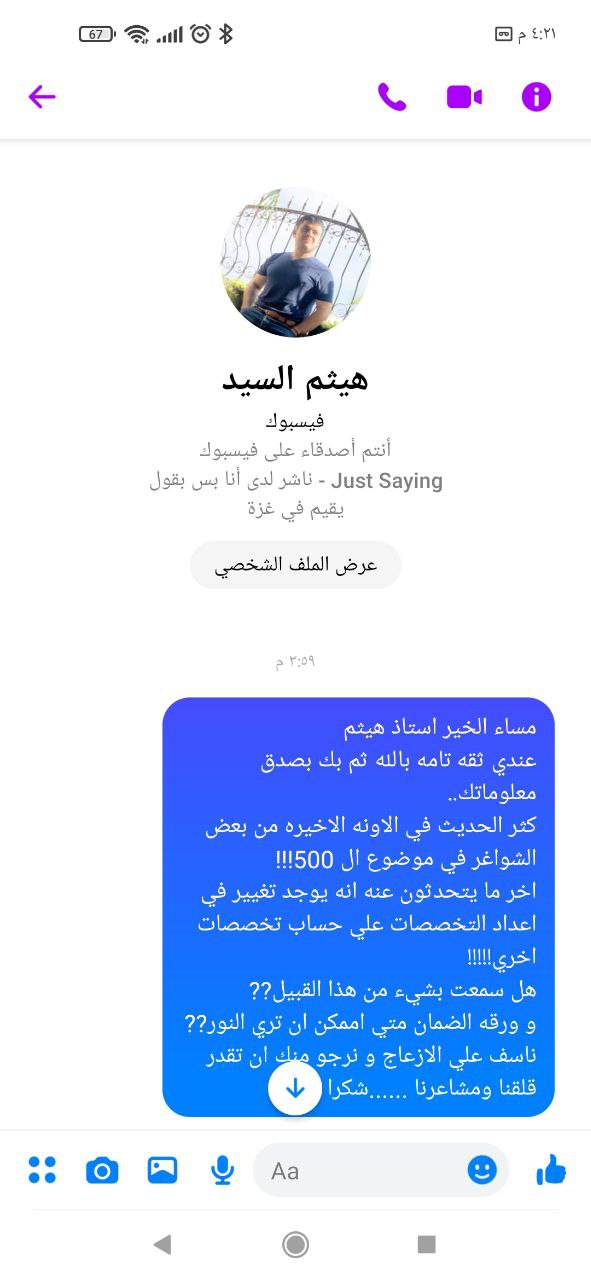 67
٤:٢١ م
هيثم السيد
فيسبوك
أنتم أصدقاء على فيسبوك
Just Saying - ناشر لدى أنا بس بقول
يقيم في غزة
عرض الملف الشخصي
٣:٥٩ م
مساء الخير استاذ هيثم
عندي ثقه تامه بالله ثم بك بصدق
معلوماتك..
كثر الحديث في الاونه الاخيره من بعض
الشواغر في موضوع ال 500!!!
اخر ما يتحدثون عنه انه يوجد تغيير في
اعداد التخصصات علي حساب تخصصات
اخري!!!!!
هل سمعت بشيء من هذا القبيل??
و ورقه الضمان متي اممكن ان تري النور??
ناسف علي الازعاج و نرجو منك ان تقدر
قلقنا ومشاعرنا ......شكرا
Aa